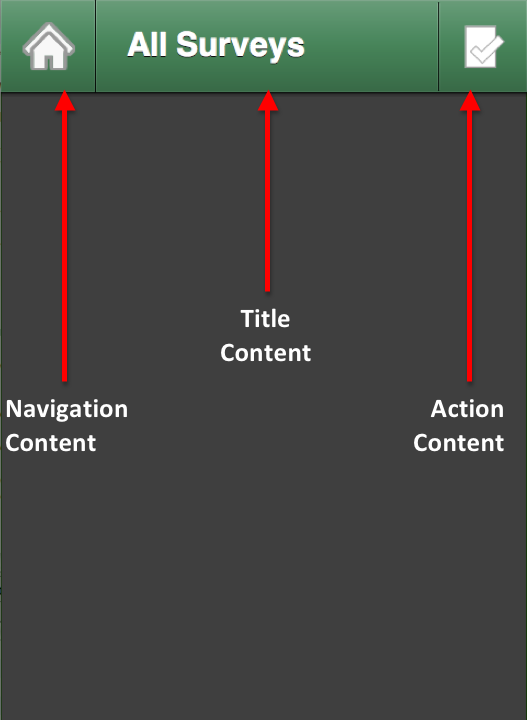 All Surveys
Title
Content
Navigation
Content
Action
Content